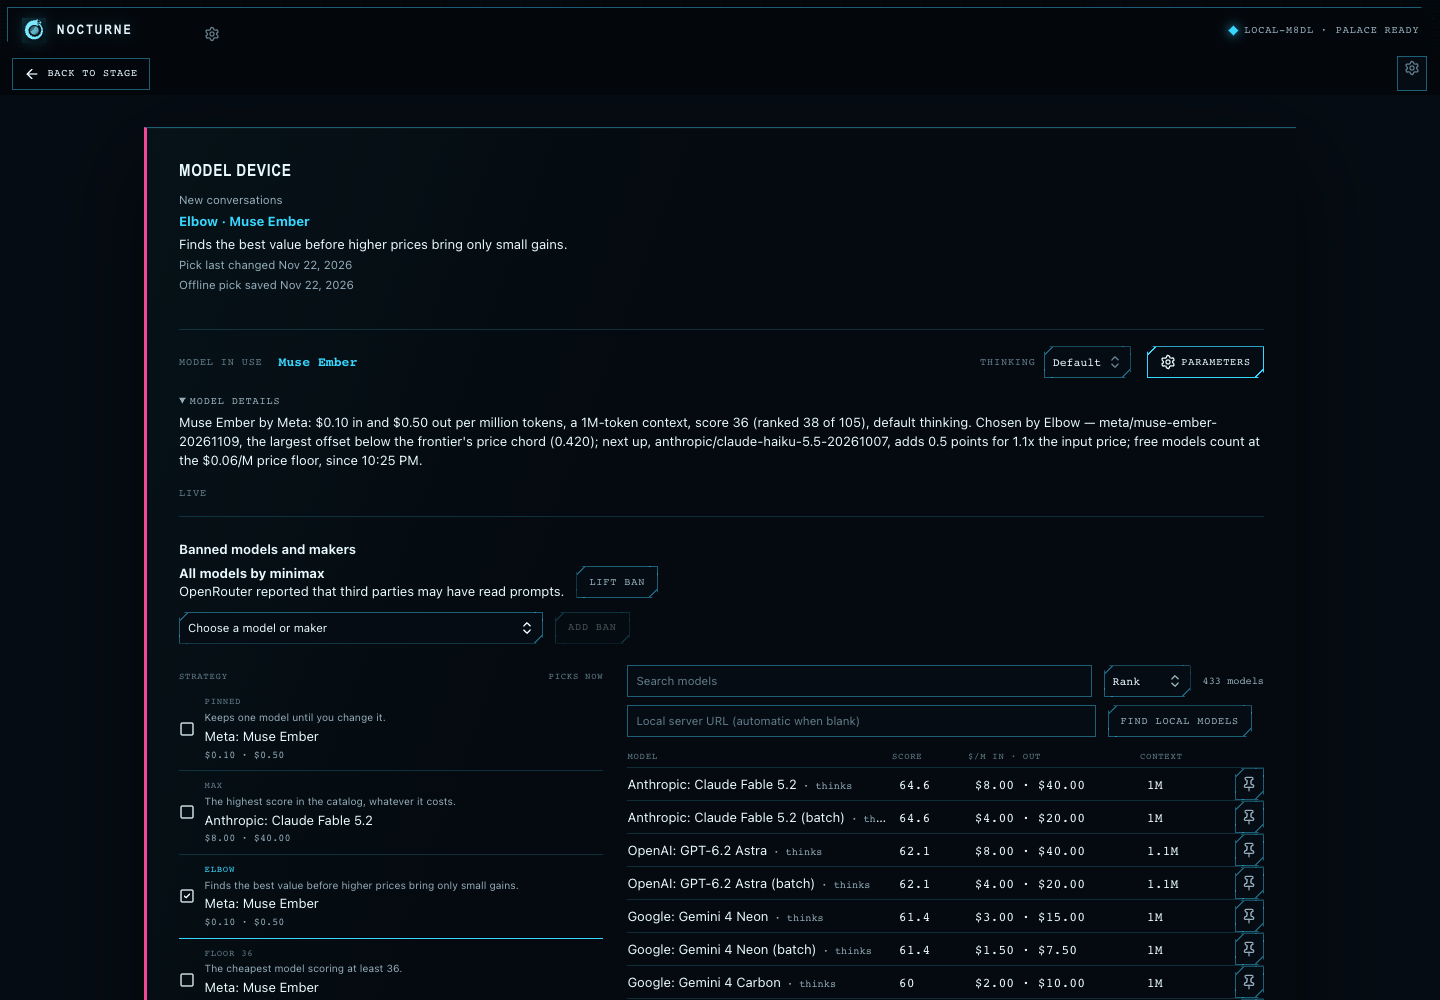 NOCTURNE
LOCAL-M8DL · PALACE READY
BACK TO STAGE
MODEL DEVICE
New conversations
Elbow · Muse Ember
Finds the best value before higher prices bring only small gains.
Pick last changed Nov 22, 2026
Offline pick saved Nov 22, 2026
MODEL IN USE Muse Ember
THINKING Default PARAMETERS
▼ MODEL DETAILS
Muse Ember by Meta: $0.10 in and $0.50 out per million tokens, a 1M-token context, score 36 (ranked 38 of 105), default thinking. Chosen by Elbow — meta/muse-ember-
20261109, the largest offset below the frontier's price chord (0.420); next up, anthropic/claude-haiku-5.5-20261007, adds 0.5 points for 1.1x the input price; free models count at
the $0.06/M price floor, since 10:25 PM.
LIVE
Banned models and makers
All models by minimax
OpenRouter reported that third parties may have read prompts.
LIFT BAN
Choose a model or maker
ADD BAN
STRATEGY PICKS NOW
PINNED
Keeps one model until you change it.
Meta: Muse Ember
$0.10 · $0.50
MAX
The highest score in the catalog, whatever it costs.
Anthropic: Claude Fable 5.2
$8.00 · $40.00
ELBOW
Finds the best value before higher prices bring only small gains.
Meta: Muse Ember
$0.10 · $0.50
FLOOR 36
The cheapest model scoring at least 36.
Meta: Muse Ember
Search models
Rank
433 models
Local server URL (automatic when blank)
FIND LOCAL MODELS
MODEL SCORE $/M IN · OUT CONTEXT
Anthropic: Claude Fable 5.2 · thinks 64.6 $8.00 · $40.00 1M
Anthropic: Claude Fable 5.2 (batch) · th… 64.6 $4.00 · $20.00 1M
OpenAI: GPT-6.2 Astra · thinks 62.1 $8.00 · $40.00 1.1M
OpenAI: GPT-6.2 Astra (batch) · thinks 62.1 $4.00 · $20.00 1.1M
Google: Gemini 4 Neon · thinks 61.4 $3.00 · $15.00 1M
Google: Gemini 4 Neon (batch) · thinks 61.4 $1.50 · $7.50 1M
Google: Gemini 4 Carbon · thinks 60 $2.00 · $10.00 1M